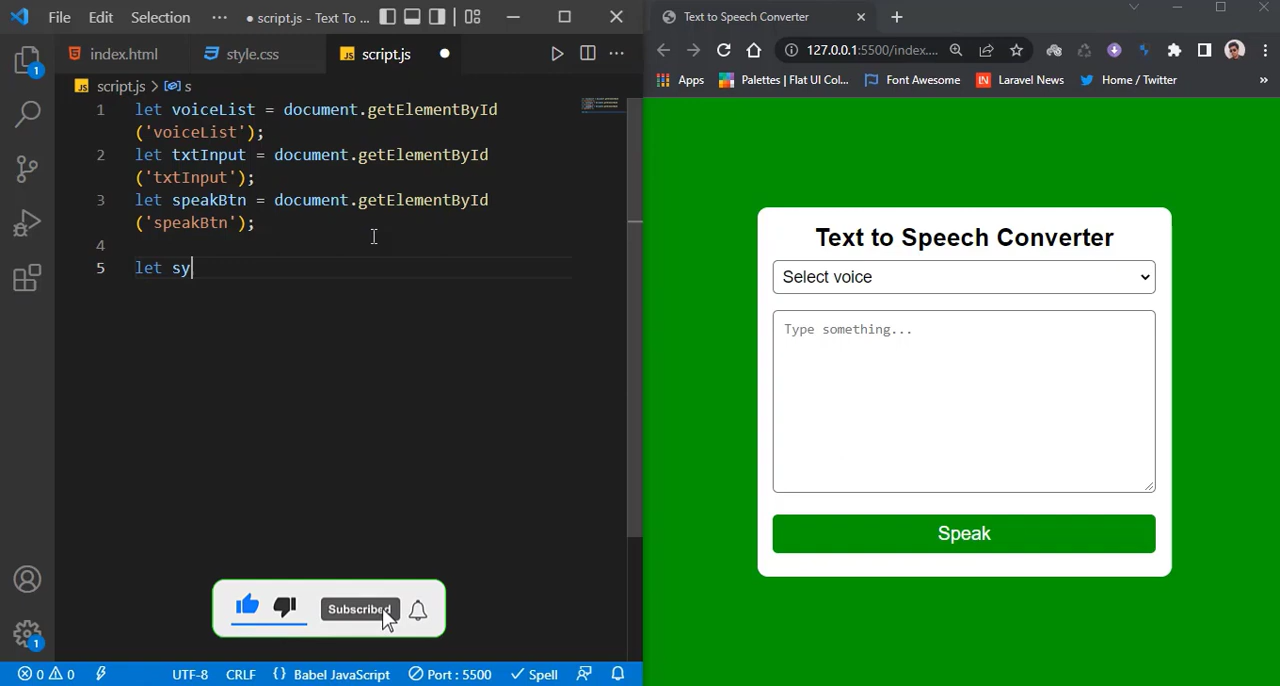 File Edit Selection ··· ● script.js - Text To ...
index.html style.css script.js ●
script.js > s
1 let voiceList = document.getElementById
('voiceList');
2 let txtInput = document.getElementById
('txtInput');
3 let speakBtn = document.getElementById
('speakBtn');
4
5 let sy
1
1
Subscribed
0 0 UTF-8 CRLF {} Babel JavaScript Port : 5500 Spell
Text to Speech Converter
127.0.0.1:5500/index....
Apps Palettes | Flat UI Col... Font Awesome Laravel News Home / Twitter »
Text to Speech Converter
Select voice
Type something...
Speak